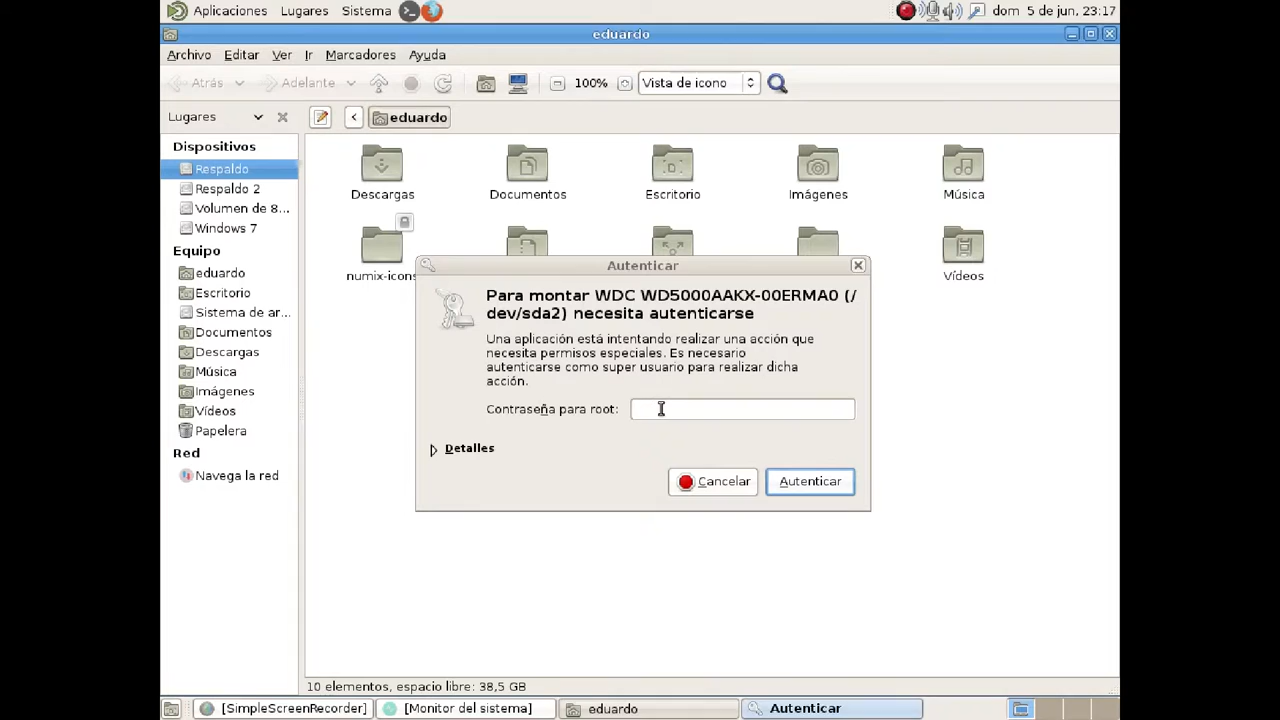 Aplicaciones Lugares Sistema dom 5 de jun, 23:17
eduardo
Archivo Editar Ver Ir Marcadores Ayuda
Atrás Adelante 100% Vista de icono
Lugares < eduardo
Dispositivos
Respaldo
Respaldo 2
Volumen de 8...
Windows 7
Equipo
eduardo
Escritorio
Sistema de ar...
Documentos
Descargas
Música
Imágenes
Vídeos
Papelera
Red
Navega la red
Descargas Documentos Escritorio Imágenes Música
numix-icons Vídeos
Autenticar
Para montar WDC WD5000AAKX-00ERMA0 (/
dev/sda2) necesita autenticarse
Una aplicación está intentando realizar una acción que
necesita permisos especiales. Es necesario
autenticarse como super usuario para realizar dicha
acción.
Contraseña para root:
Detalles
Cancelar Autenticar
10 elementos, espacio libre: 38,5 GB
[SimpleScreenRecorder] [Monitor del sistema] eduardo Autenticar